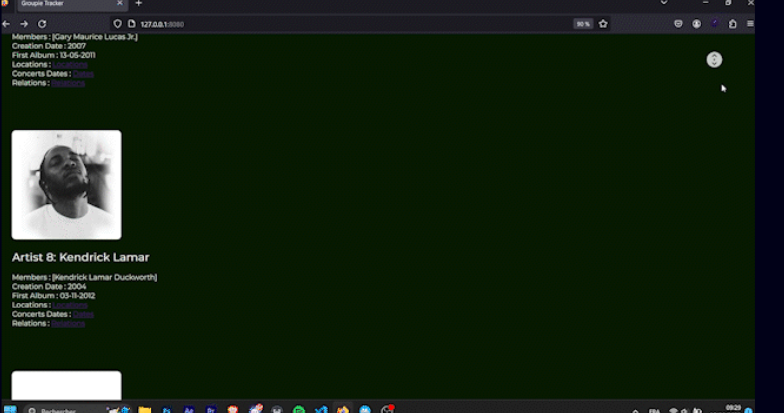 Groupie Tracker
127.0.0.1:8080
90 %
Members : [Gary Maurice Lucas Jr.]
Creation Date : 2007
First Album : 13-05-2011
Locations : Locations
Concerts Dates : Dates
Relations : Relations
Artist 8: Kendrick Lamar
Members : [Kendrick Lamar Duckworth]
Creation Date : 2004
First Album : 03-11-2012
Locations : Locations
Concerts Dates : Dates
Relations : Relations
Rechercher
FRA
09:29